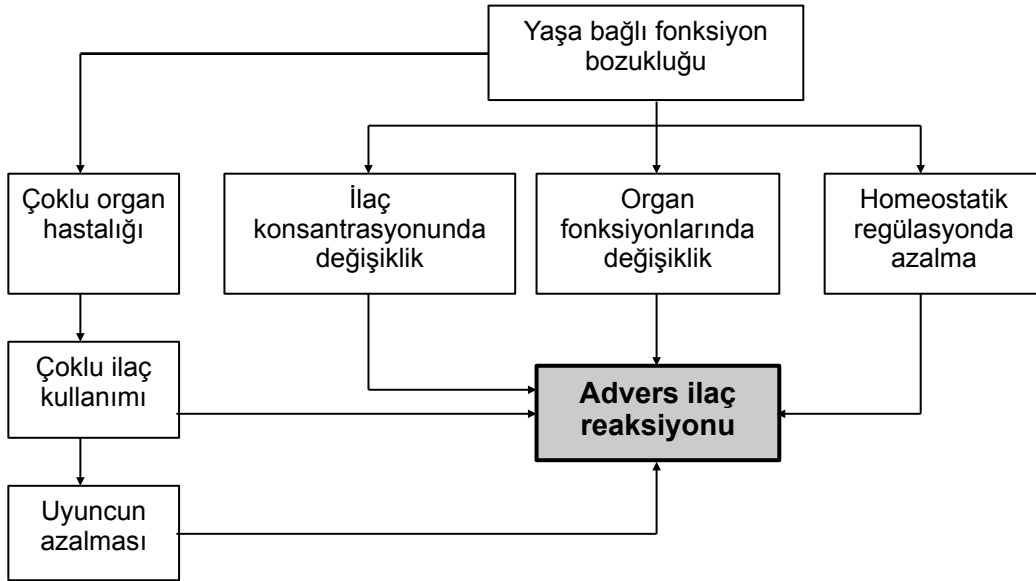 Yaşa bağlı fonksiyon
bozukluğu
Çoklu organ
hastalığı
İlaç
konsantrasyonunda
değişiklik
Organ
fonksiyonlarında
değişiklik
Homeostatik
regülasyonda
azalma
Çoklu ilaç
kullanımı
Advers ilaç
reaksiyonu
Uyuncun
azalması